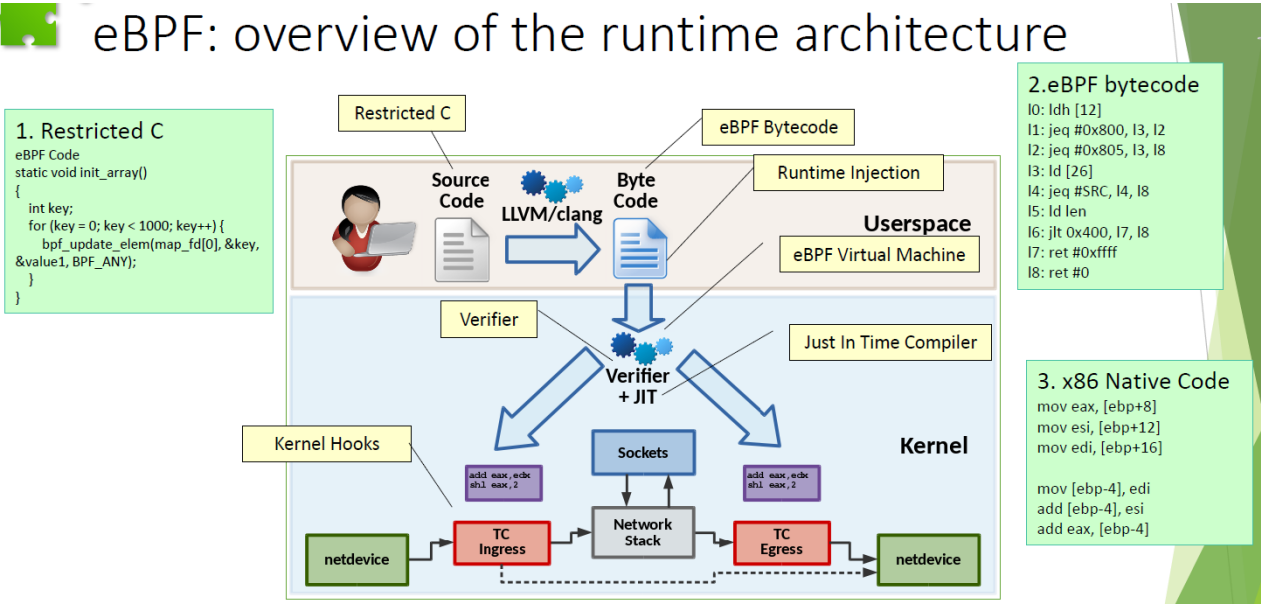 eBPF: overview of the runtime architecture
1. Restricted C
eBPF Code
static void init_array()
{
int key;
for (key = 0; key < 1000; key++) {
bpf_update_elem(map_fd[0], &key,
&value1, BPF_ANY);
}
}
Restricted C
eBPF Bytecode
Runtime Injection
Source
Code
LLVM/clang
Byte
Code
Userspace
eBPF Virtual Machine
Verifier
Just In Time Compiler
Verifier
+ JIT
Kernel Hooks
Kernel
Sockets
add eax,edx
shl eax,2
add eax,edx
shl eax,2
netdevice
TC
Ingress
Network
Stack
TC
Egress
netdevice
2.eBPF bytecode
l0: ldh [12]
l1: jeq #0x800, l3, l2
l2: jeq #0x805, l3, l8
l3: ld [26]
l4: jeq #SRC, l4, l8
l5: ld len
l6: jlt 0x400, l7, l8
l7: ret #0xffff
l8: ret #0
3. x86 Native Code
mov eax, [ebp+8]
mov esi, [ebp+12]
mov edi, [ebp+16]
mov [ebp-4], edi
add [ebp-4], esi
add eax, [ebp-4]